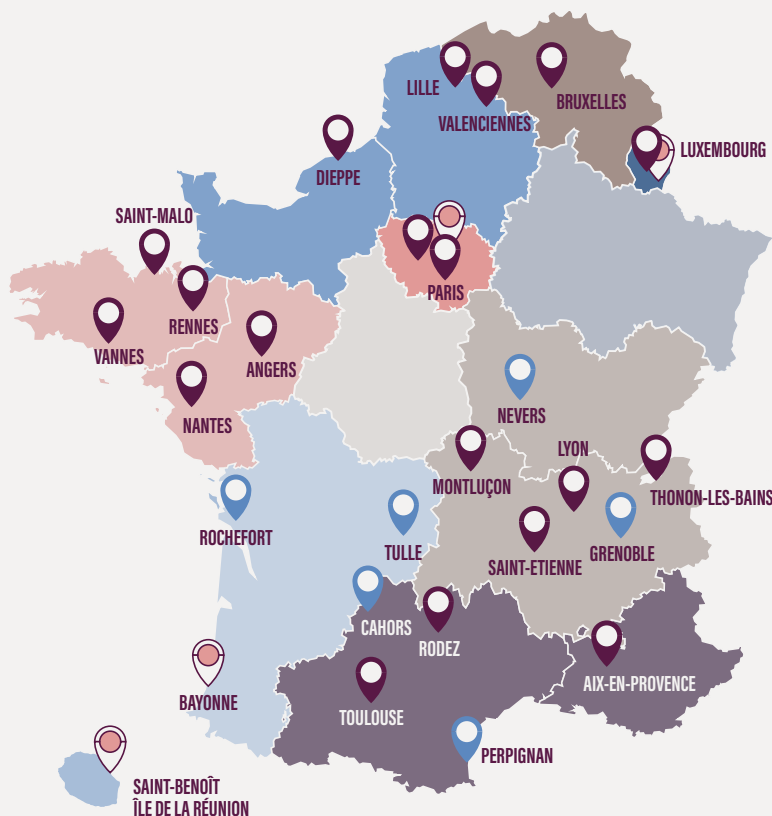 LILLE
BRUXELLES
VALENCIENNES
LUXEMBOURG
DIEPPE
SAINT-MALO
PARIS
RENNES
VANNES
ANGERS
NEVERS
NANTES
LYON
MONTLUÇON
THONON-LES-BAINS
ROCHEFORT
TULLE
GRENOBLE
SAINT-ETIENNE
CAHORS
RODEZ
AIX-EN-PROVENCE
BAYONNE
TOULOUSE
PERPIGNAN
SAINT-BENOÎT
ÎLE DE LA RÉUNION